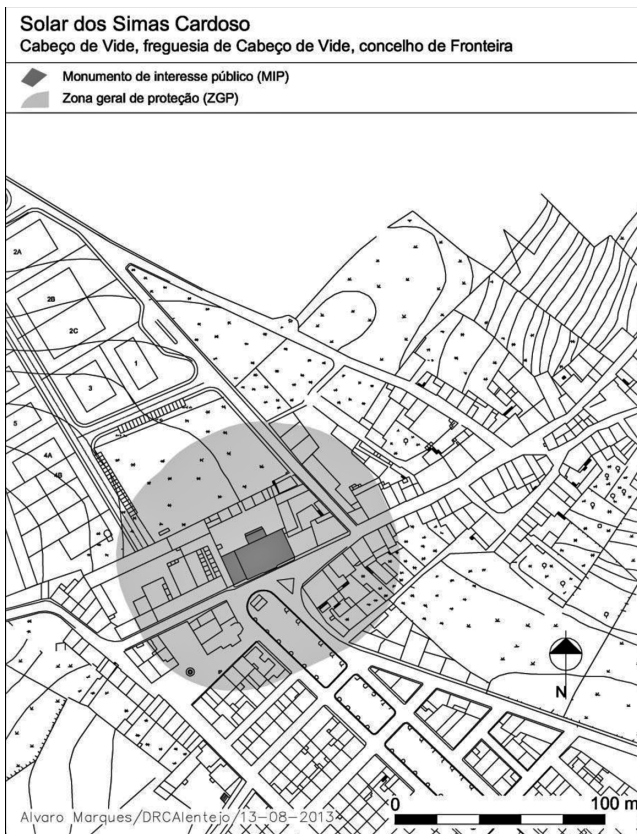 Solar dos Simas Cardoso
Cabeço de Vide, freguesia de Cabeço de Vide, concelho de Fronteira
Monumento de interesse público (MIP)
Zona geral de proteção (ZGP)
2A
2B
2C
1
3
5
4A
4B
N
Alvaro Marques/DRCAlentejo/13-08-2013
0 100 m